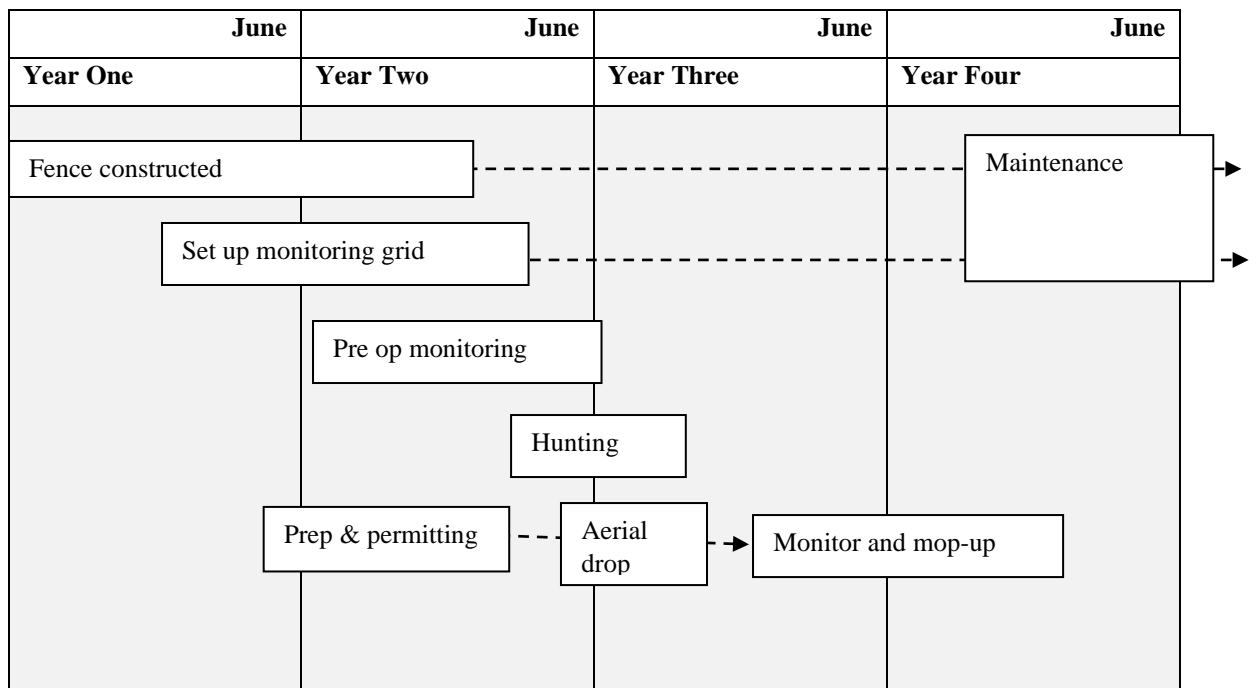 June June June June
Year One Year Two Year Three Year Four
Fence constructed
Maintenance
Set up monitoring grid
Pre op monitoring
Hunting
Prep & permitting
Aerial
drop
Monitor and mop-up